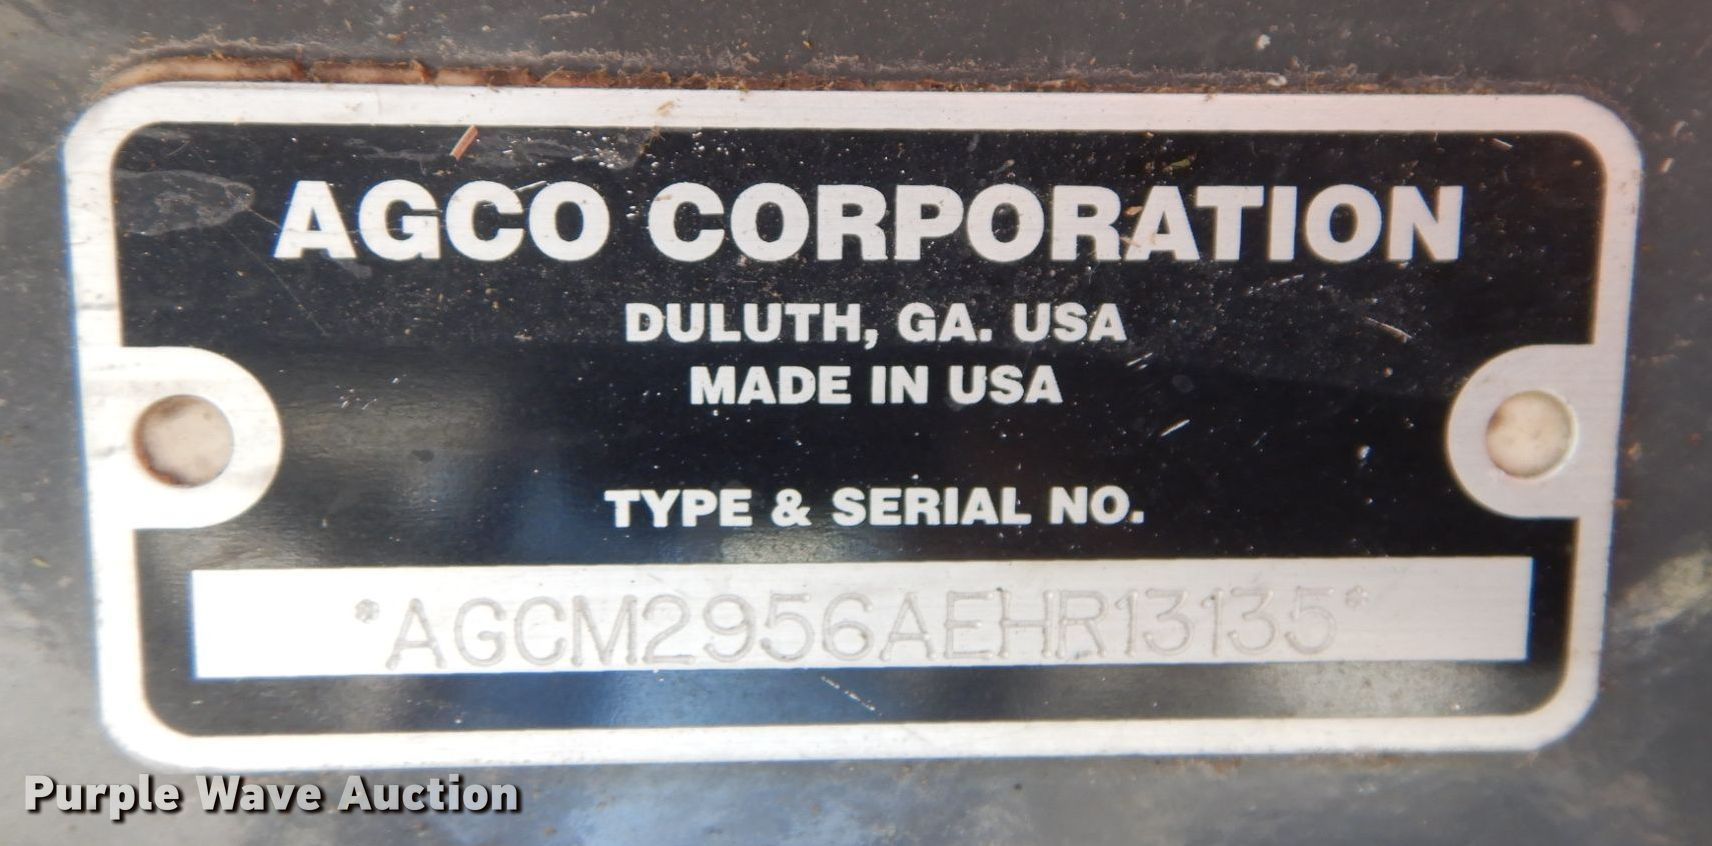 AGCO CORPORATION
DULUTH, GA. USA
MADE IN USA
TYPE & SERIAL NO.
*AGCM2956AEHR13135*
Purple Wave Auction